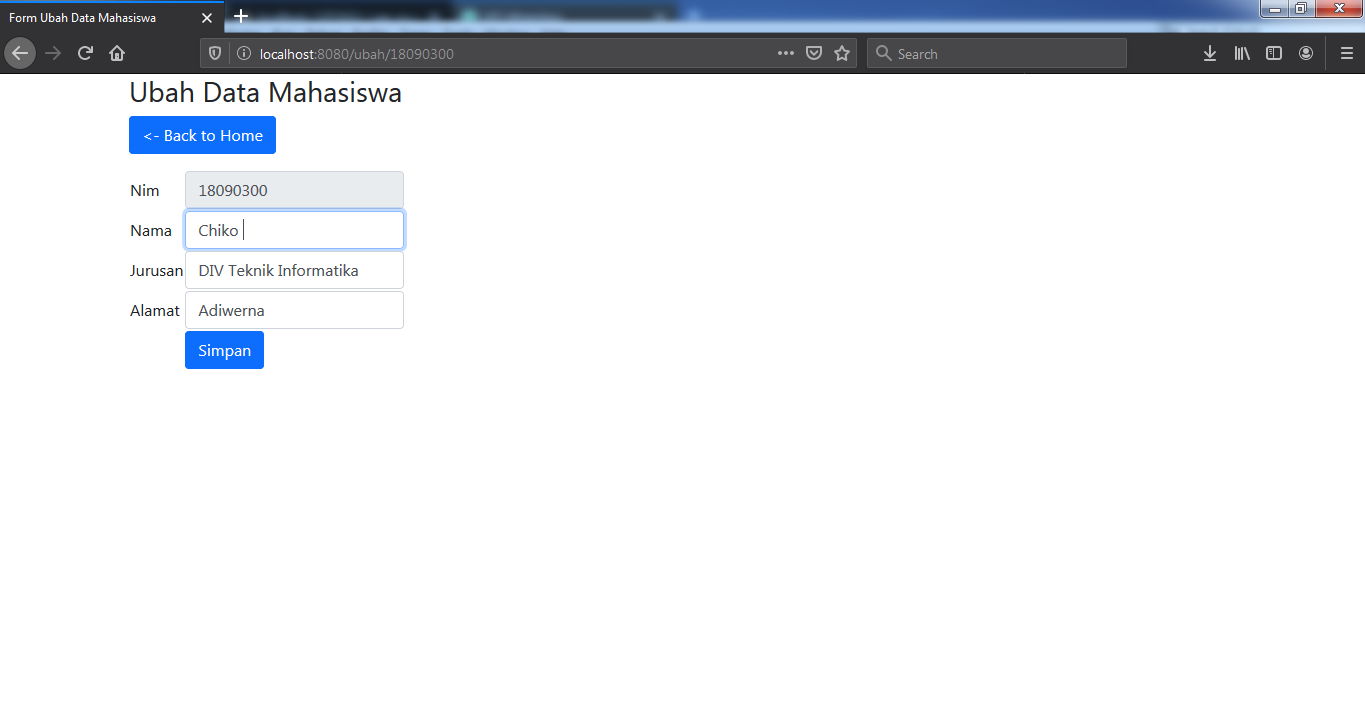 Form Ubah Data Mahasiswa
localhost:8080/ubah/18090300
Search
Ubah Data Mahasiswa
<- Back to Home
Nim 18090300
Nama Chiko
Jurusan DIV Teknik Informatika
Alamat Adiwerna
Simpan